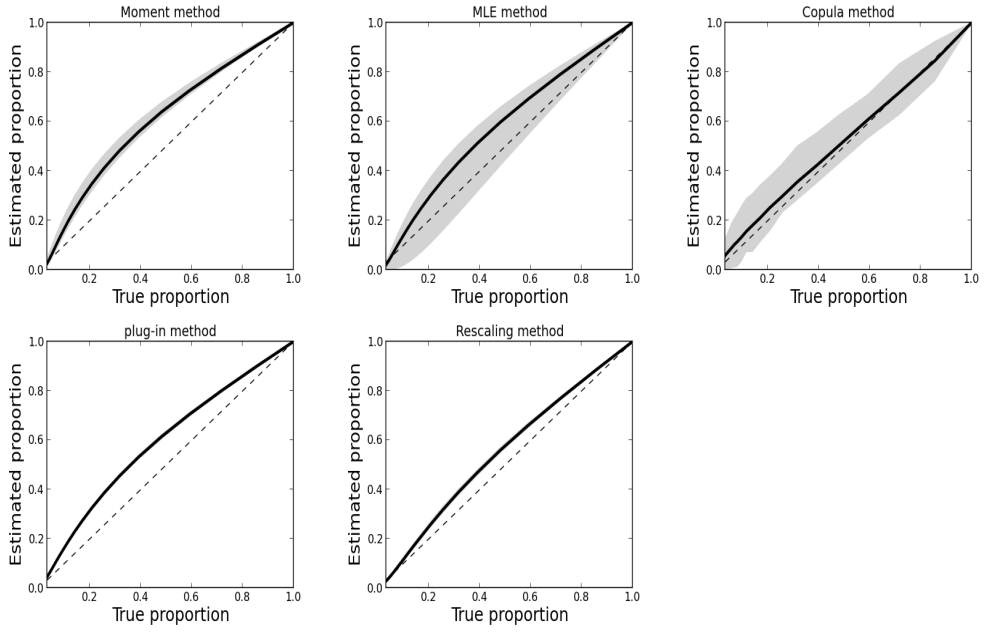 Moment method
1.0
0.8
0.6
0.4
0.2
0.0
0.2 0.4 0.6 0.8 1.0
Estimated proportion
True proportion
MLE method
1.0
0.8
0.6
0.4
0.2
0.0
0.2 0.4 0.6 0.8 1.0
Estimated proportion
True proportion
Copula method
1.0
0.8
0.6
0.4
0.2
0.0
0.2 0.4 0.6 0.8 1.0
Estimated proportion
True proportion
plug-in method
1.0
0.8
0.6
0.4
0.2
0.0
0.2 0.4 0.6 0.8 1.0
Estimated proportion
True proportion
Rescaling method
1.0
0.8
0.6
0.4
0.2
0.0
0.2 0.4 0.6 0.8 1.0
Estimated proportion
True proportion